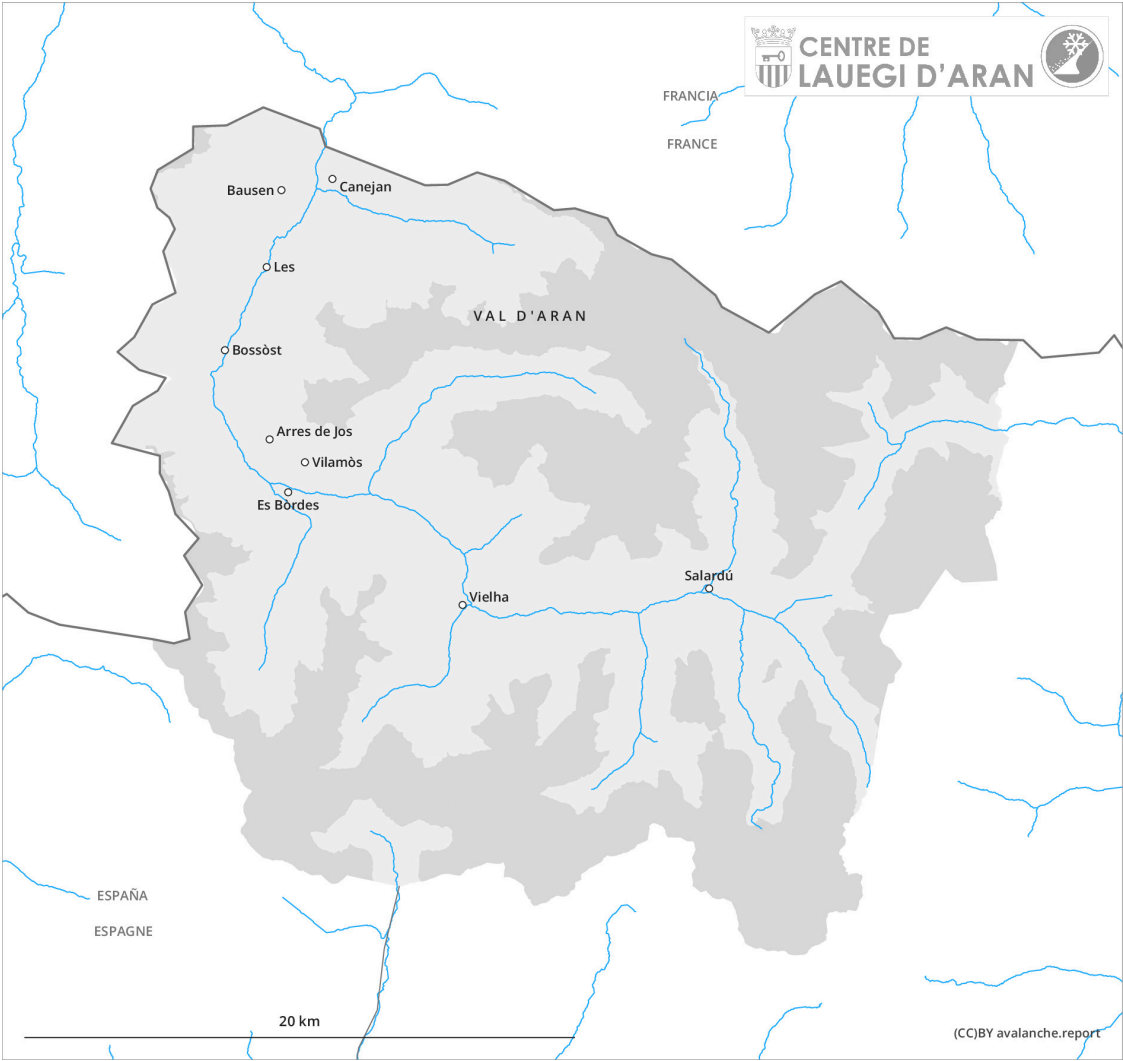 CENTRE DE
LAUEGI D'ARAN
FRANCIA
FRANCE
Bausen
Canejan
Les
VAL D'ARAN
Bossòst
Arres de Jos
Vilamòs
Es Bòrdes
Salardú
Vielha
ESPAÑA
ESPAGNE
20 km
(CC)BY avalanche.report